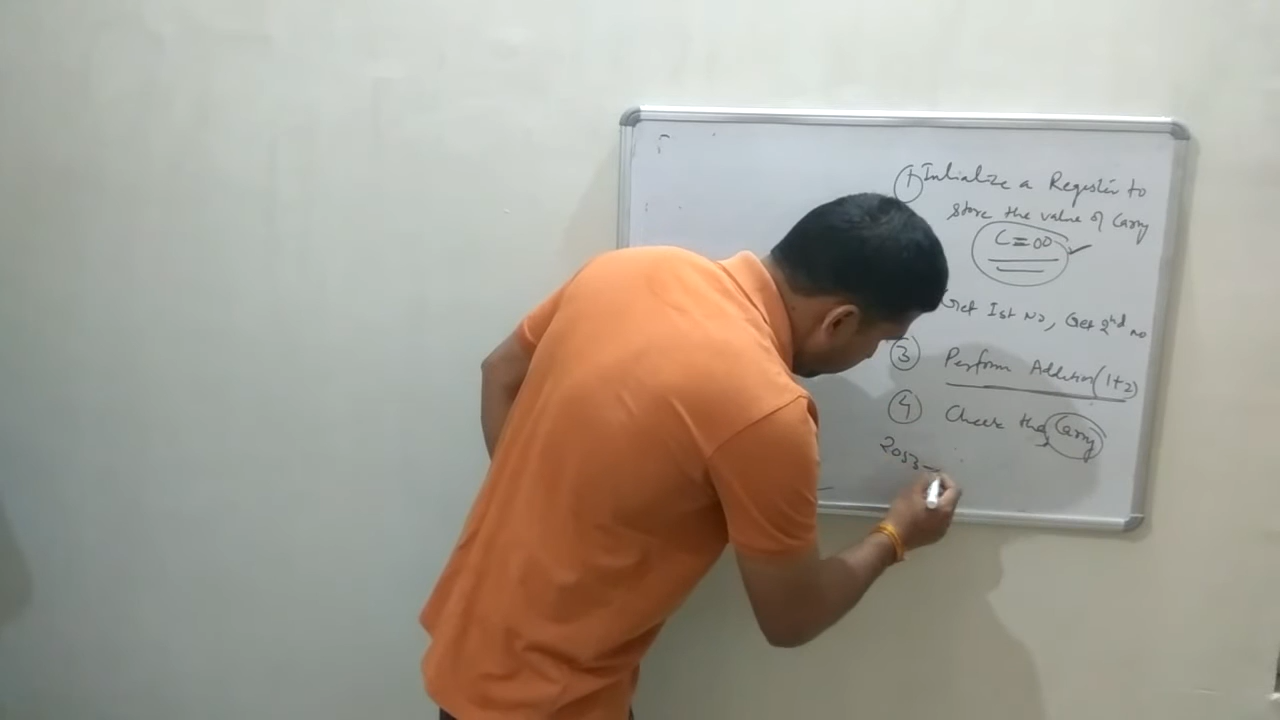 1 Initialize a Register to
store the value of Carry
C=00
Get Ist No, Get 2nd no
3 Perform Addition (1+2)
4 Check the Carry
2053-